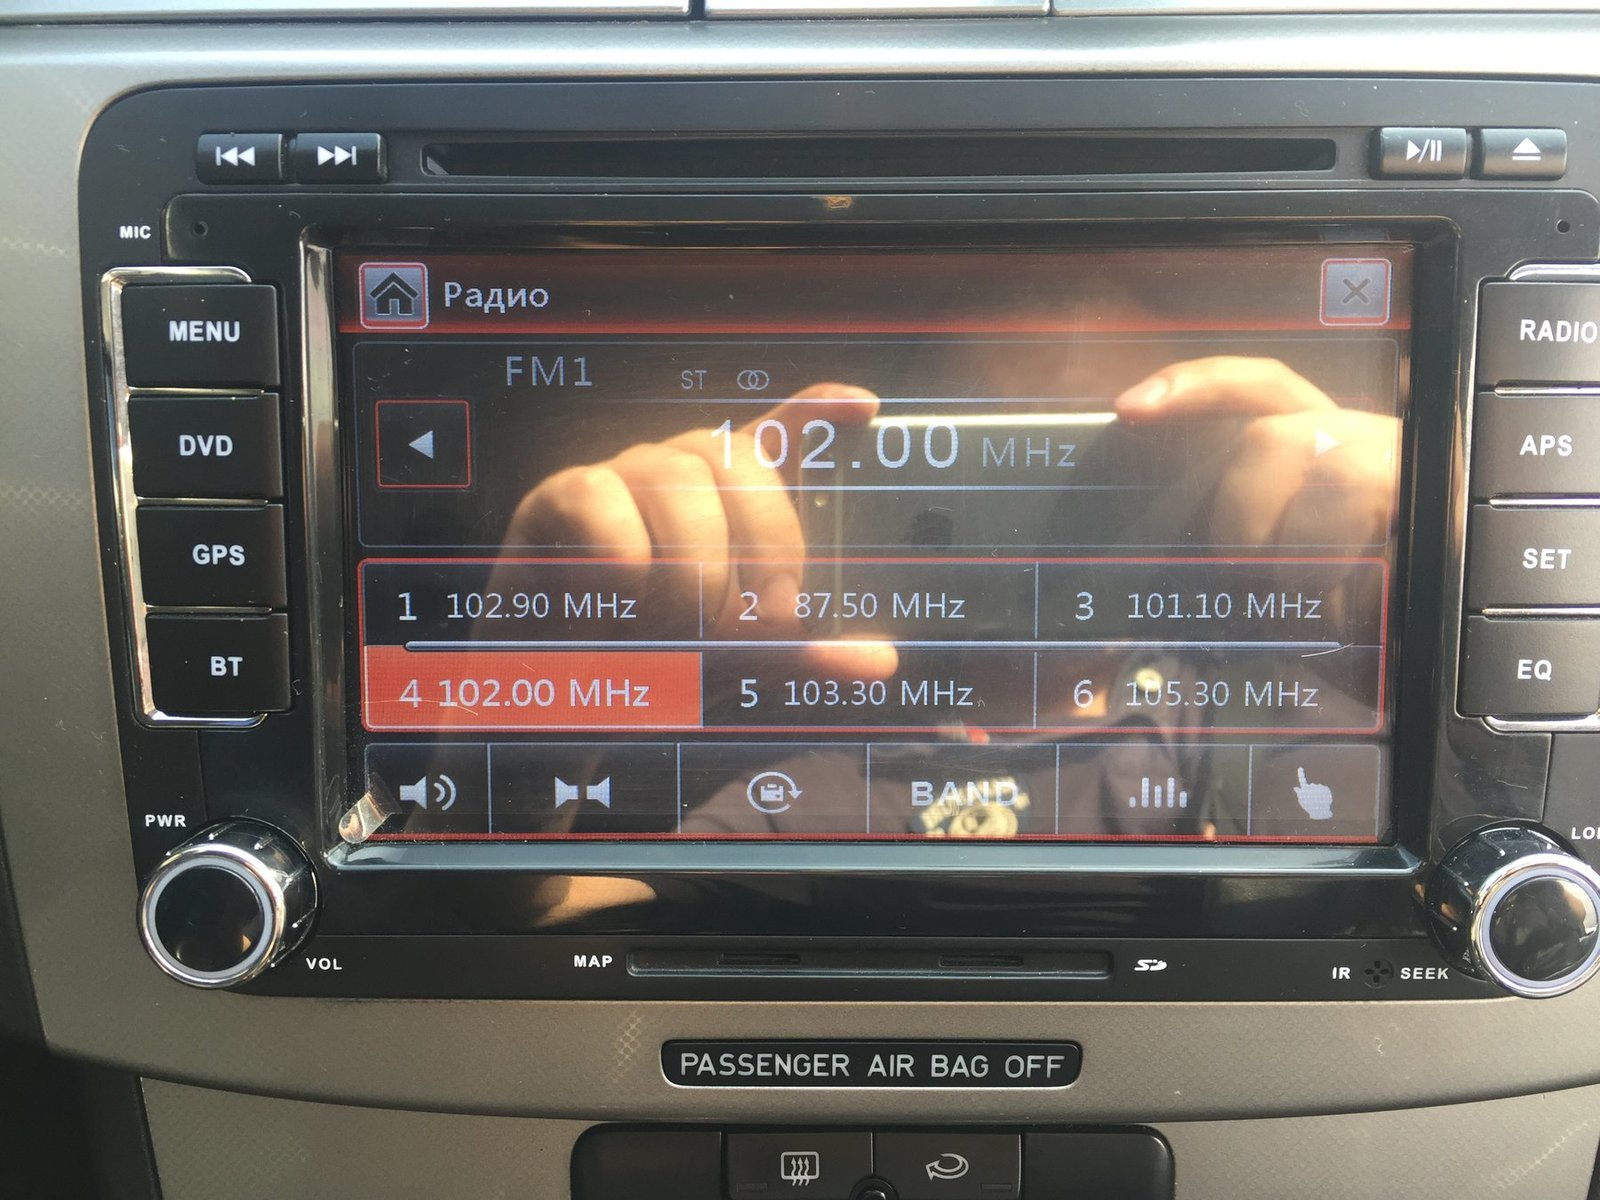 MIC
Радио
MENU
RADIO
FM1 ST
DVD
102.00 MHz
APS
GPS
SET
1 102.90 MHz 2 87.50 MHz 3 101.10 MHz
BT
4 102.00 MHz 5 103.30 MHz 6 105.30 MHz
EQ
BAND
PWR
VOL
MAP
SD
IR SEEK
PASSENGER AIR BAG OFF